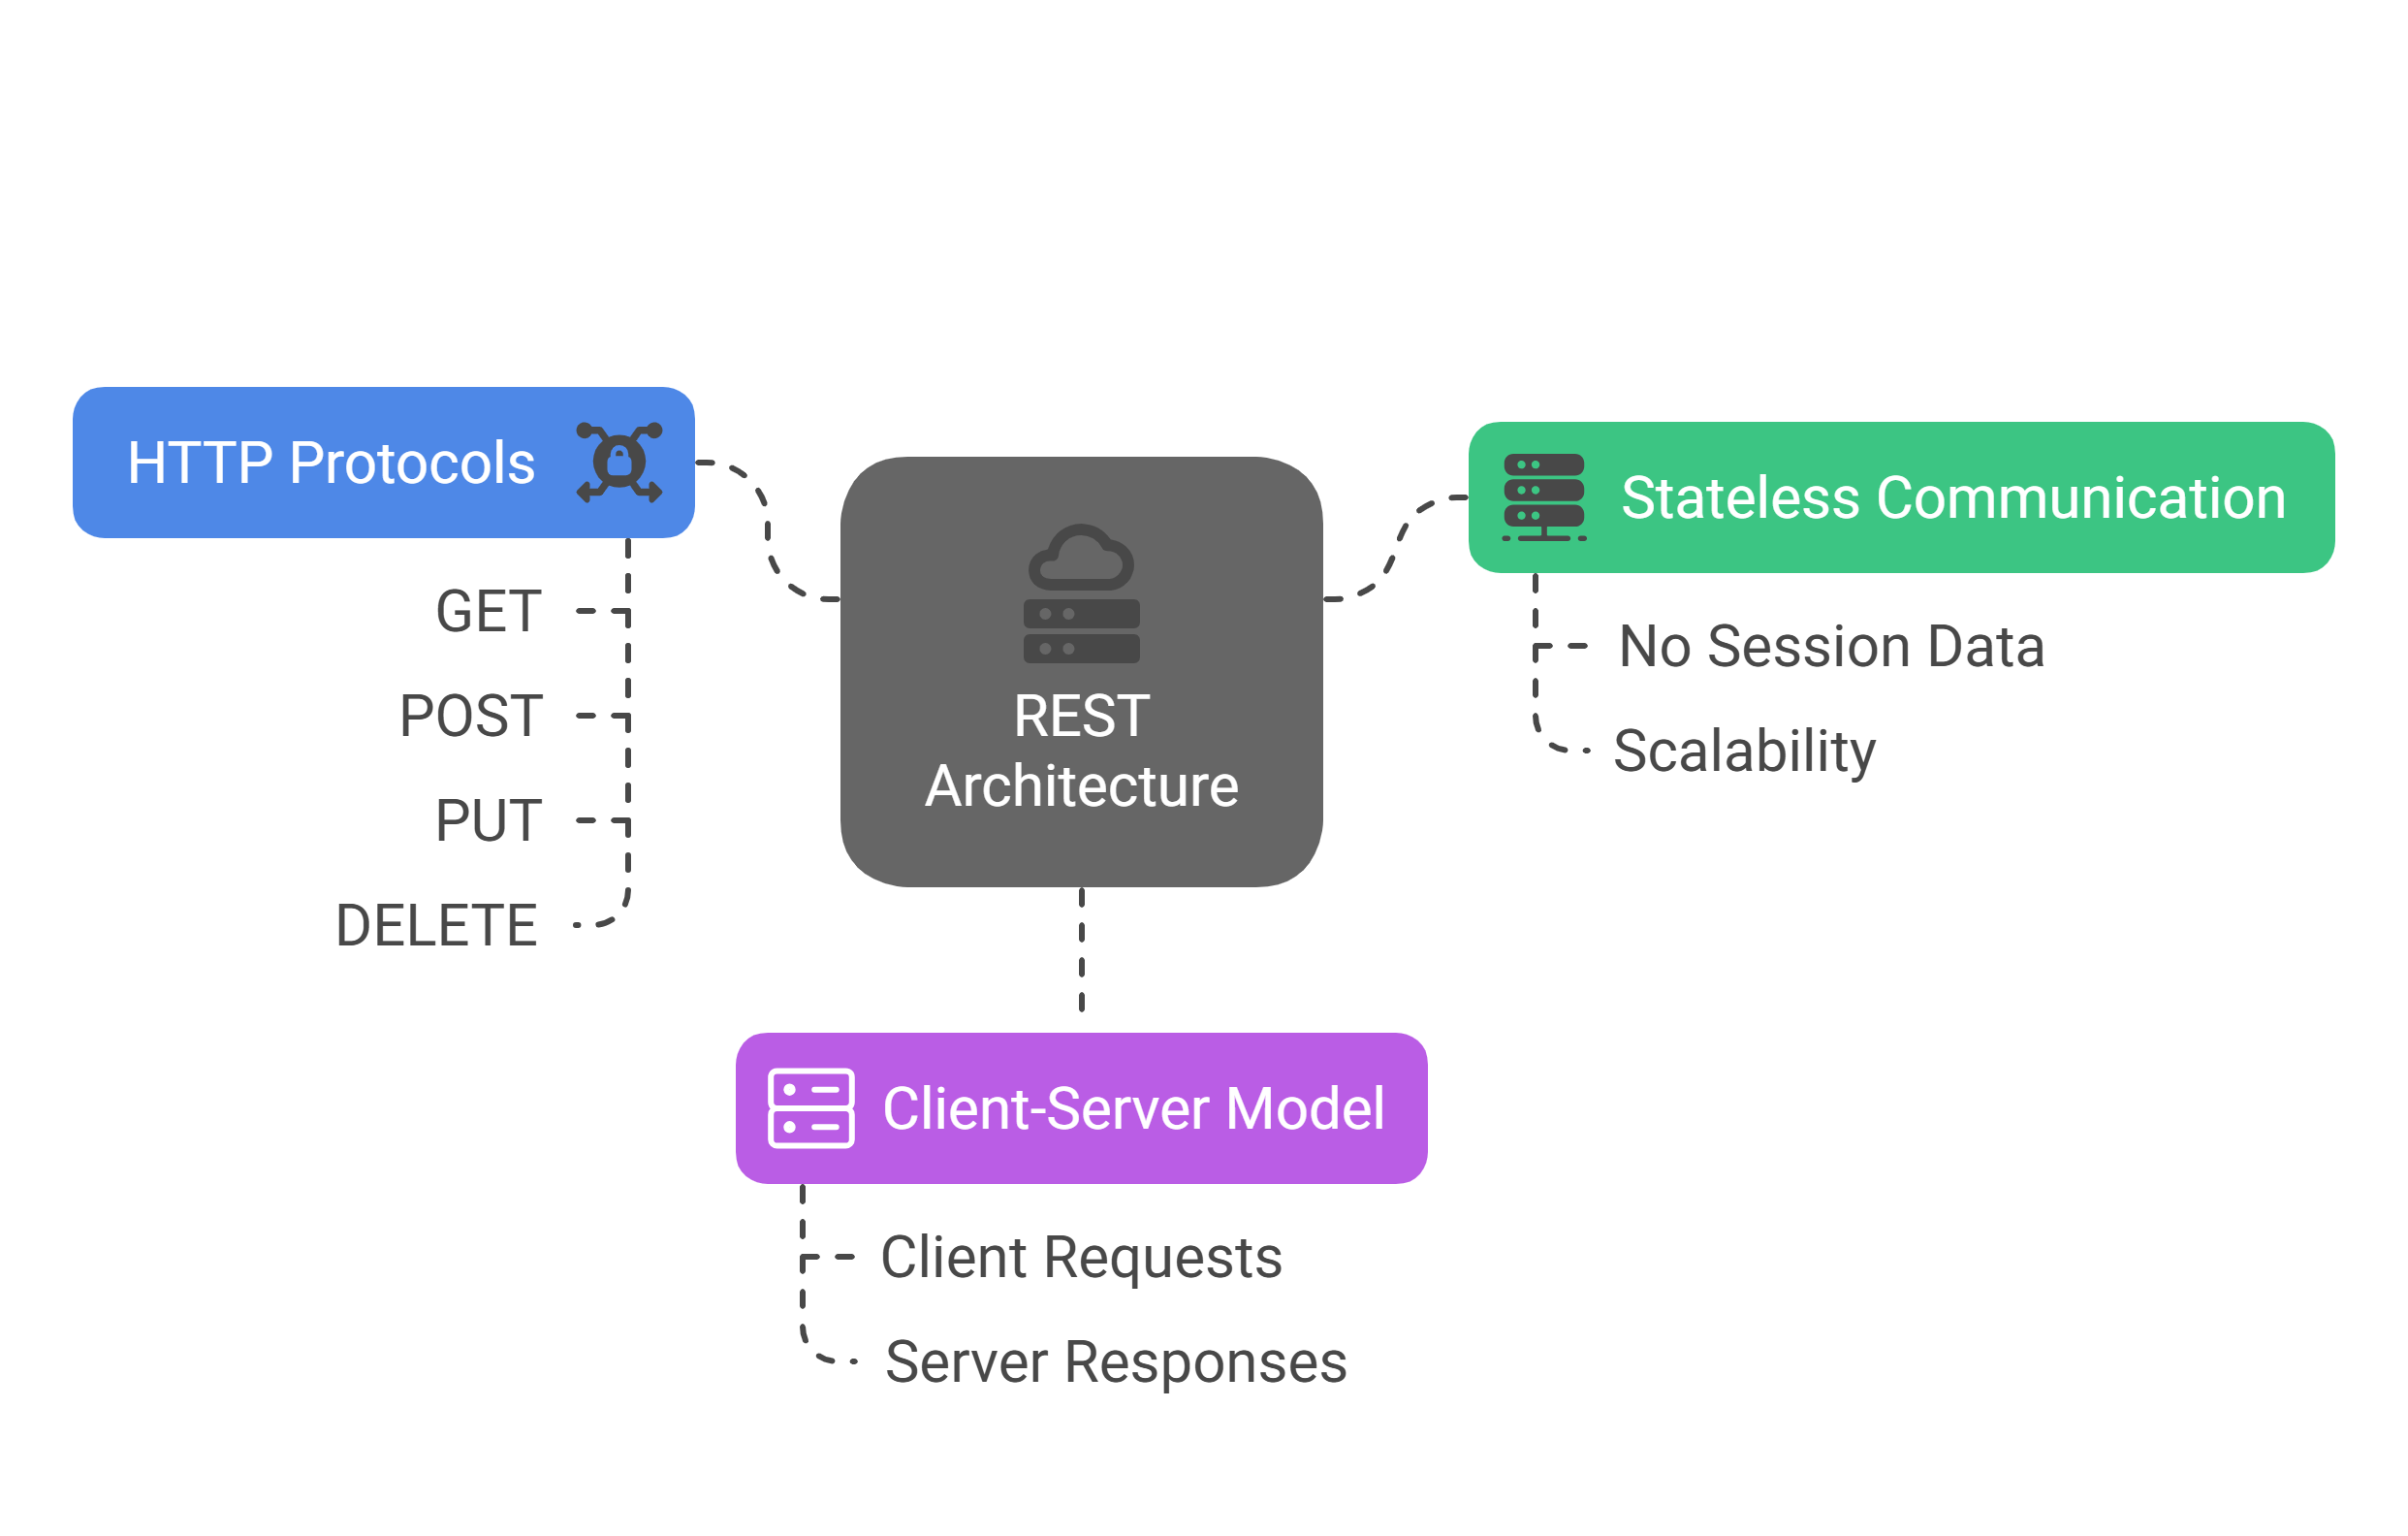 HTTP Protocols
GET
POST
PUT
DELETE
REST
Architecture
Stateless Communication
No Session Data
Scalability
Client-Server Model
Client Requests
Server Responses